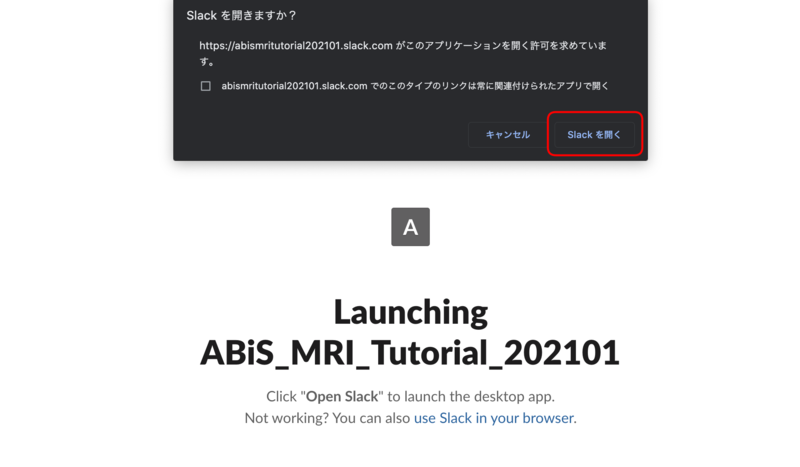 Slack を開きますか？
https://abismritutorial202101.slack.com がこのアプリケーションを開く許可を求めていま
す。
abismritutorial202101.slack.com でのこのタイプのリンクは常に関連付けられたアプリで開く
キャンセル
Slack を開く
A
Launching
ABiS_MRI_Tutorial_202101
Click "Open Slack" to launch the desktop app.
Not working? You can also use Slack in your browser.